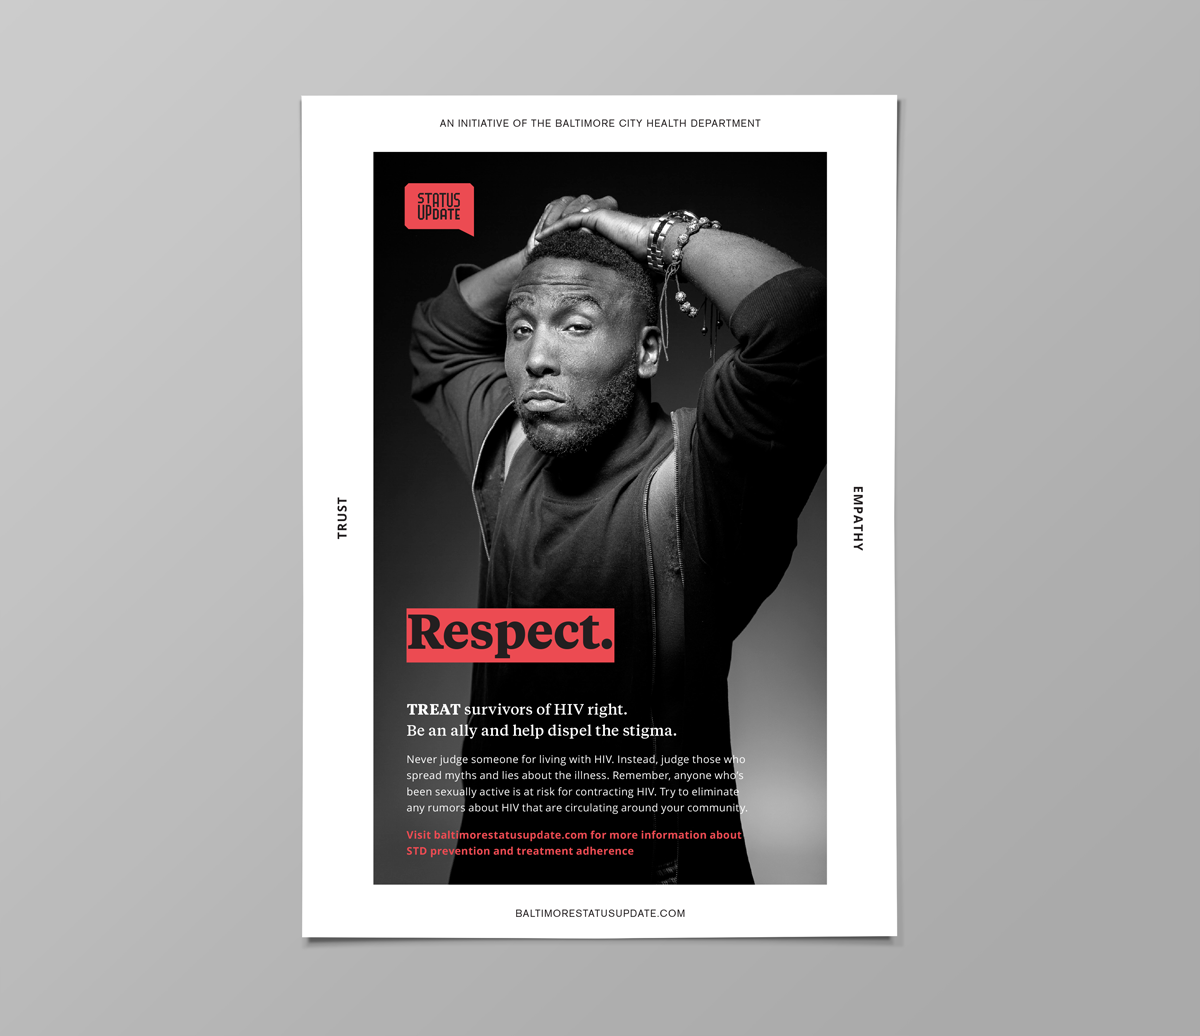 AN INITIATIVE OF THE BALTIMORE CITY HEALTH DEPARTMENT
STATUS
UPDATE
TRUST
EMPATHY
Respect.
TREAT survivors of HIV right.
Be an ally and help dispel the stigma.
Never judge someone for living with HIV. Instead, judge those who
spread myths and lies about the illness. Remember, anyone who's
been sexually active is at risk for contracting HIV. Try to eliminate
any rumors about HIV that are circulating around your community.
Visit baltimorestatusupdate.com for more information about
STD prevention and treatment adherence
BALTIMORESTATUSUPDATE.COM